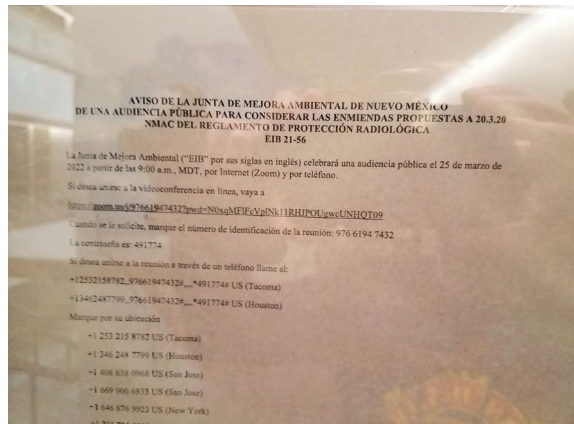 AVISO DE LA JUNTA DE MEJORA AMBIENTAL DE NUEVO MÉXICO
DE UNA AUDIENCIA PÚBLICA PARA CONSIDERAR LAS ENMIENDAS PROPUESTAS A 20.3.20
NMAC DEL REGLAMENTO DE PROTECCIÓN RADIOLÓGICA
EIB 21-56
La Junta de Mejora Ambiental ("EIB" por sus siglas en inglés) celebrará una audiencia pública el 25 de marzo de
2022 a partir de las 9:00 a.m., MDT, por Internet (Zoom) y por teléfono.
Si desea unirse a la videoconferencia en línea, vaya a
Cuando se le solicite, marque el número de identificación de la reunión: 976 6194 7432
La contraseña es: 491774
Si desea unirse a la reunión a través de un teléfono llame al:
+12532158782,,97661947432#,,,,*491774# US (Tacoma)
+13462487799,,97661947432#,,,,*491774# US (Houston)
Marque por su ubicación
+1 253 215 8782 US (Tacoma)
+1 346 248 7799 US (Houston)
+1 408 638 0968 US (San Jose)
+1 669 900 6833 US (San Jose)
+1 646 876 9923 US (New York)